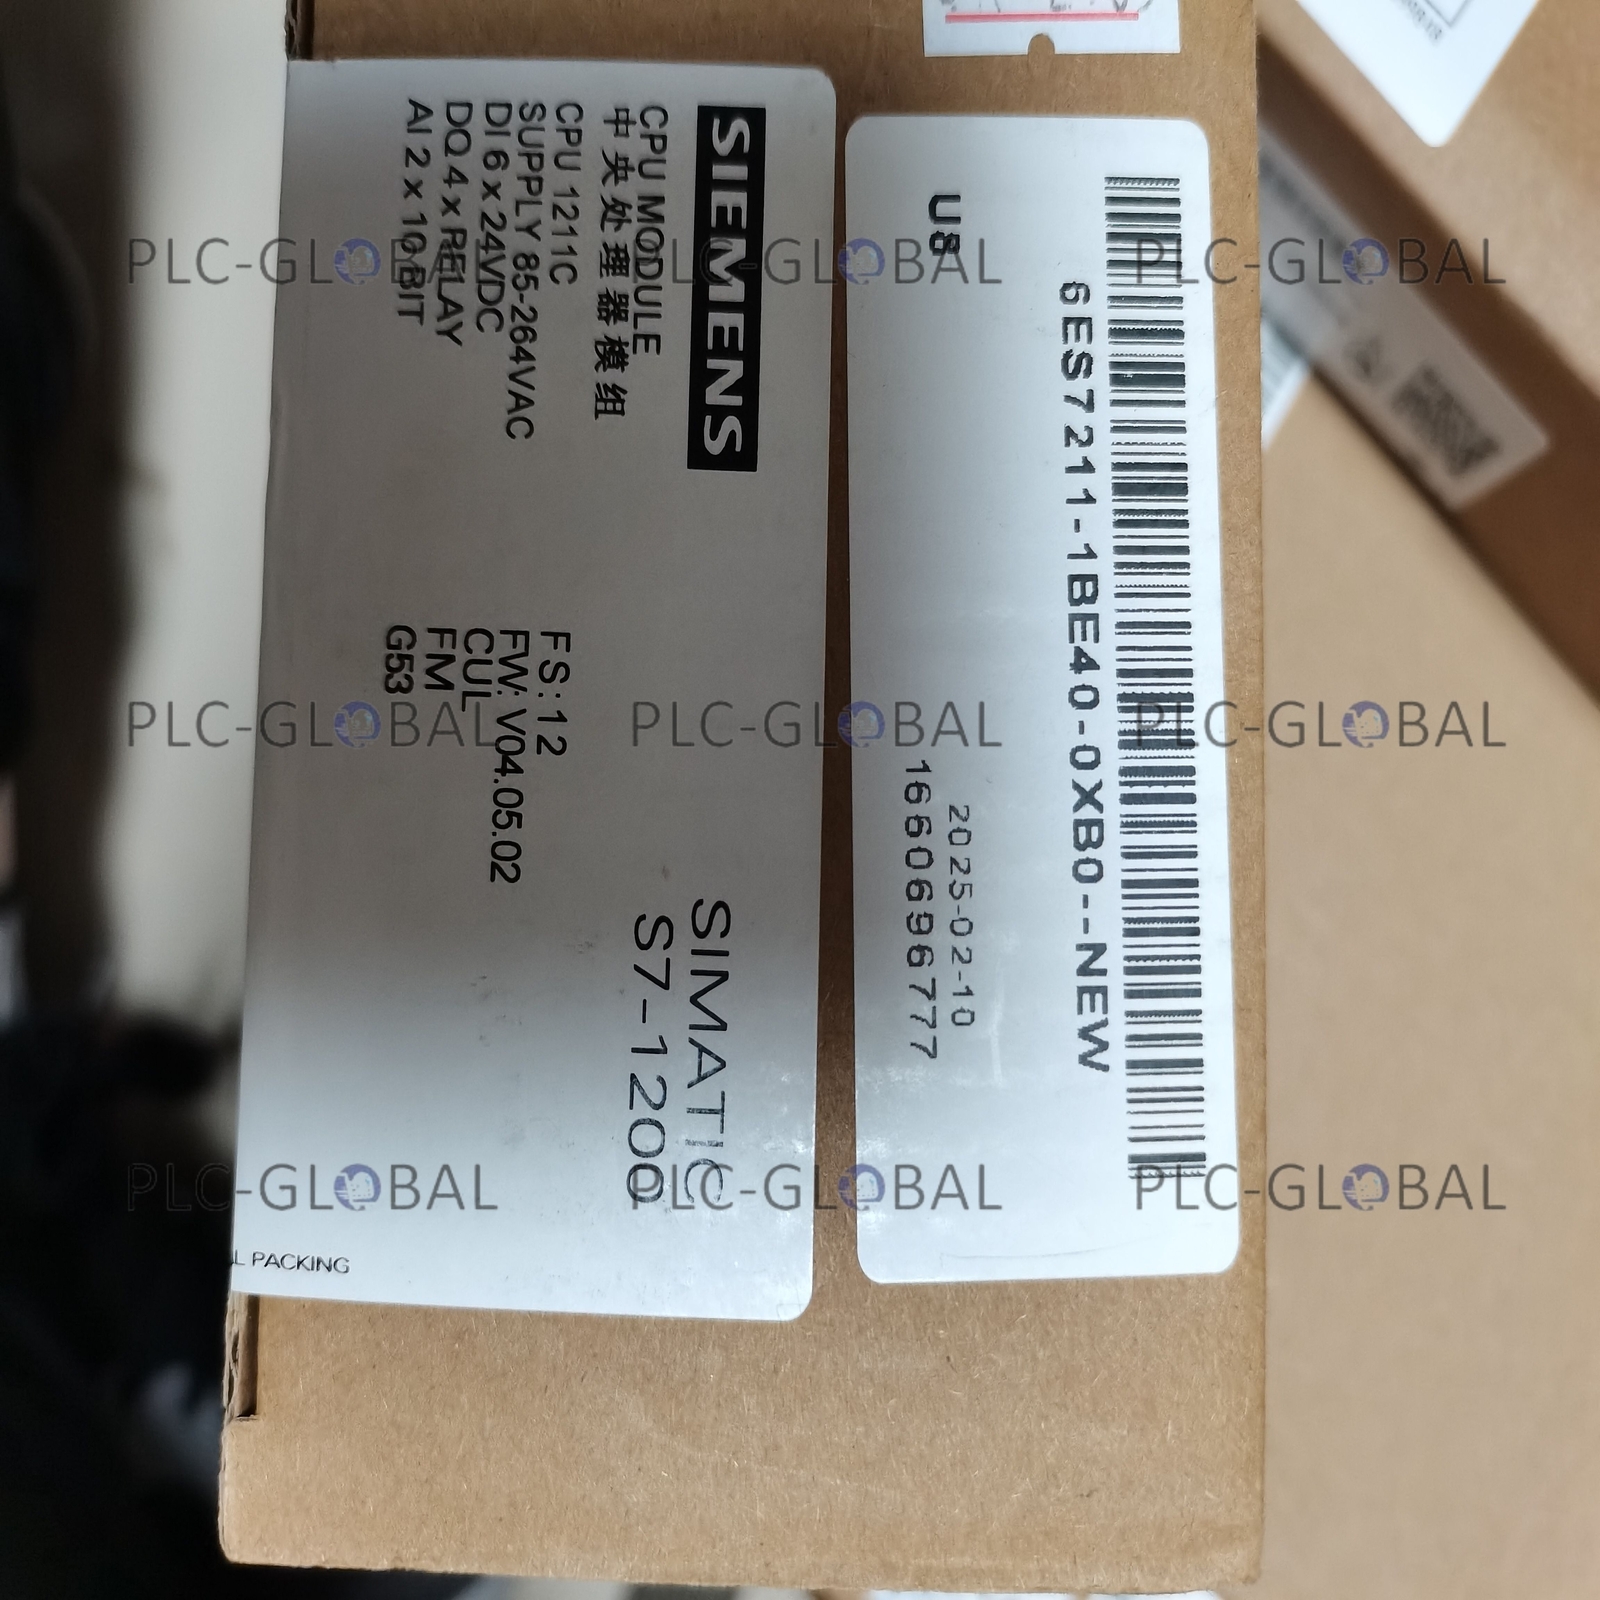 SIEMENS
CPU MODULE
中央处理器模组
CPU 1211C
SUPPLY 85-264VAC
DI 6 x 24VDC
DQ 4 x RELAY
AI 2 x 10 BIT
SIMATIC
S7-1200
FS: 12
FW: V04.05.02
CUL
FM
G53
L PACKING
6ES7211-1BE40-0XB0--NEW
U8
2025-02-10
1660696777
PLC-GLOBAL PLC-GLOBAL PLC-GLOBAL
PLC-GLOBAL PLC-GLOBAL PLC-GLOBAL
PLC-GLOBAL PLC-GLOBAL PLC-GLOBAL